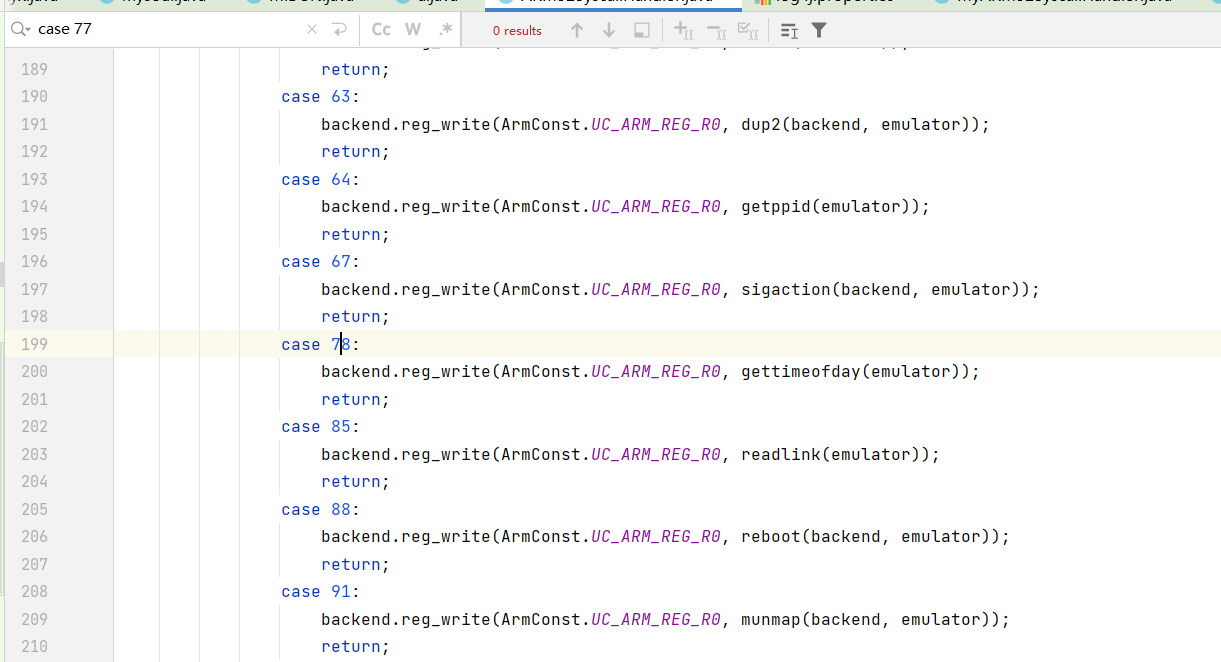 case 77
Cc W .*
0 results
189 return;
190 case 63:
191 backend.reg_write(ArmConst.UC_ARM_REG_R0, dup2(backend, emulator));
192 return;
193 case 64:
194 backend.reg_write(ArmConst.UC_ARM_REG_R0, getppid(emulator));
195 return;
196 case 67:
197 backend.reg_write(ArmConst.UC_ARM_REG_R0, sigaction(backend, emulator));
198 return;
199 case 78:
200 backend.reg_write(ArmConst.UC_ARM_REG_R0, gettimeofday(emulator));
201 return;
202 case 85:
203 backend.reg_write(ArmConst.UC_ARM_REG_R0, readlink(emulator));
204 return;
205 case 88:
206 backend.reg_write(ArmConst.UC_ARM_REG_R0, reboot(backend, emulator));
207 return;
208 case 91:
209 backend.reg_write(ArmConst.UC_ARM_REG_R0, munmap(backend, emulator));
210 return;